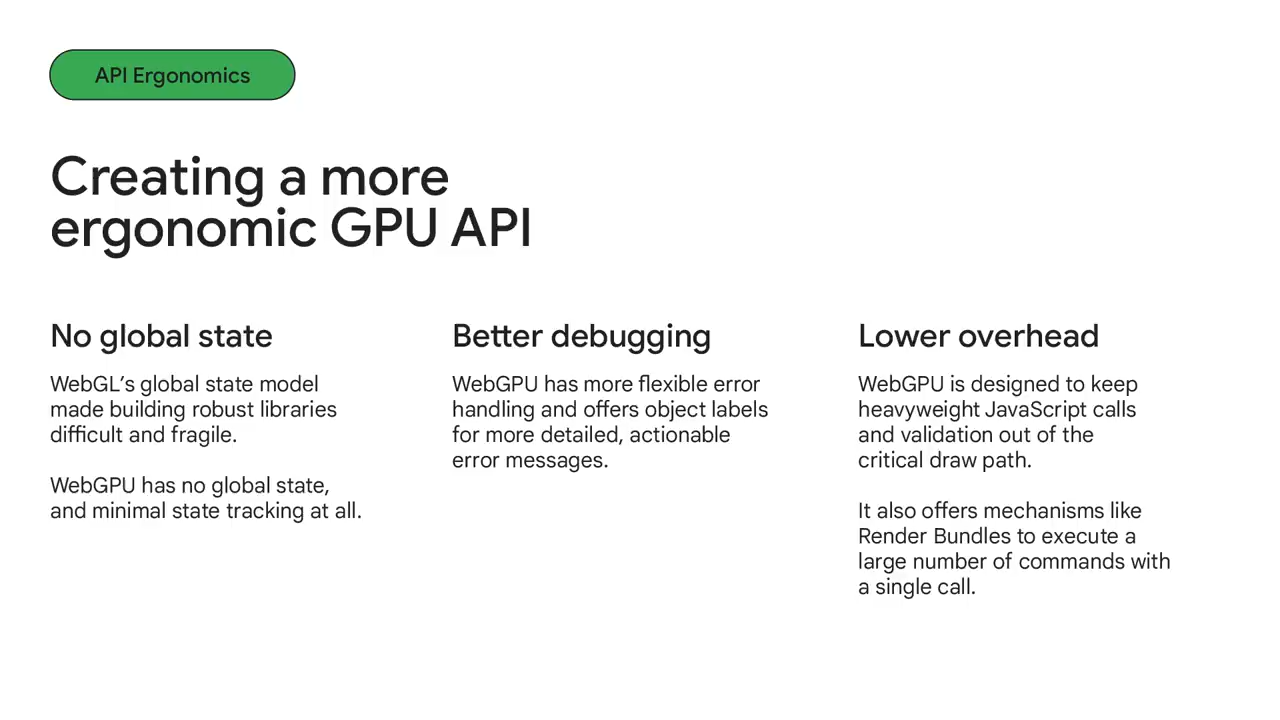 API Ergonomics
Creating a more
ergonomic GPU API
No global state
WebGL’s global state model
made building robust libraries
difficult and fragile.
WebGPU has no global state,
and minimal state tracking at all.
Better debugging
WebGPU has more flexible error
handling and offers object labels
for more detailed, actionable
error messages.
Lower overhead
WebGPU is designed to keep
heavyweight JavaScript calls
and validation out of the
critical draw path.
It also offers mechanisms like
Render Bundles to execute a
large number of commands with
a single call.